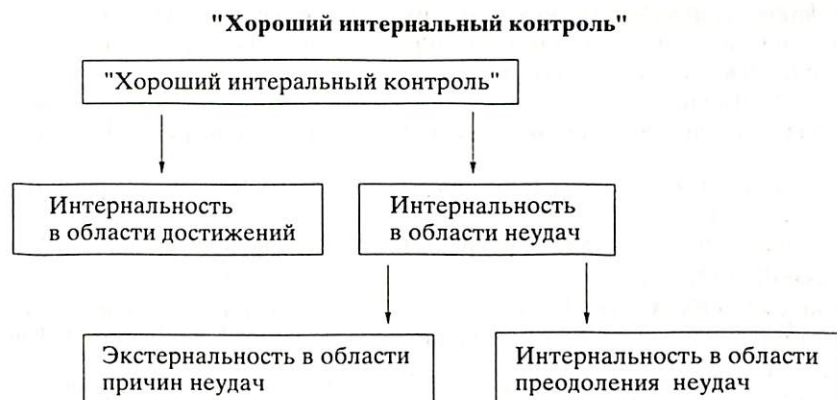 "Хороший интернальный контроль"
"Хороший интеральный контроль"
Интернальность
в области достижений
Интернальность
в области неудач
Экстернальность в области
причин неудач
Интернальность в области
преодоления неудач